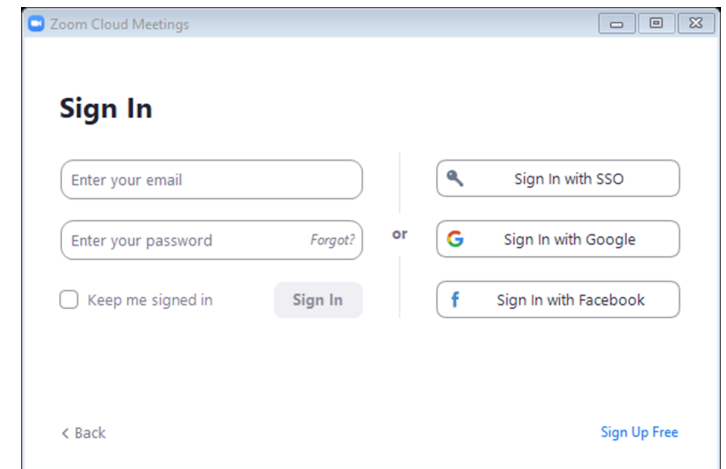 Zoom Cloud Meetings
Sign In
Enter your email
Enter your password Forgot?
Keep me signed in Sign In
or
Sign In with SSO
Sign In with Google
Sign In with Facebook
< Back
Sign Up Free